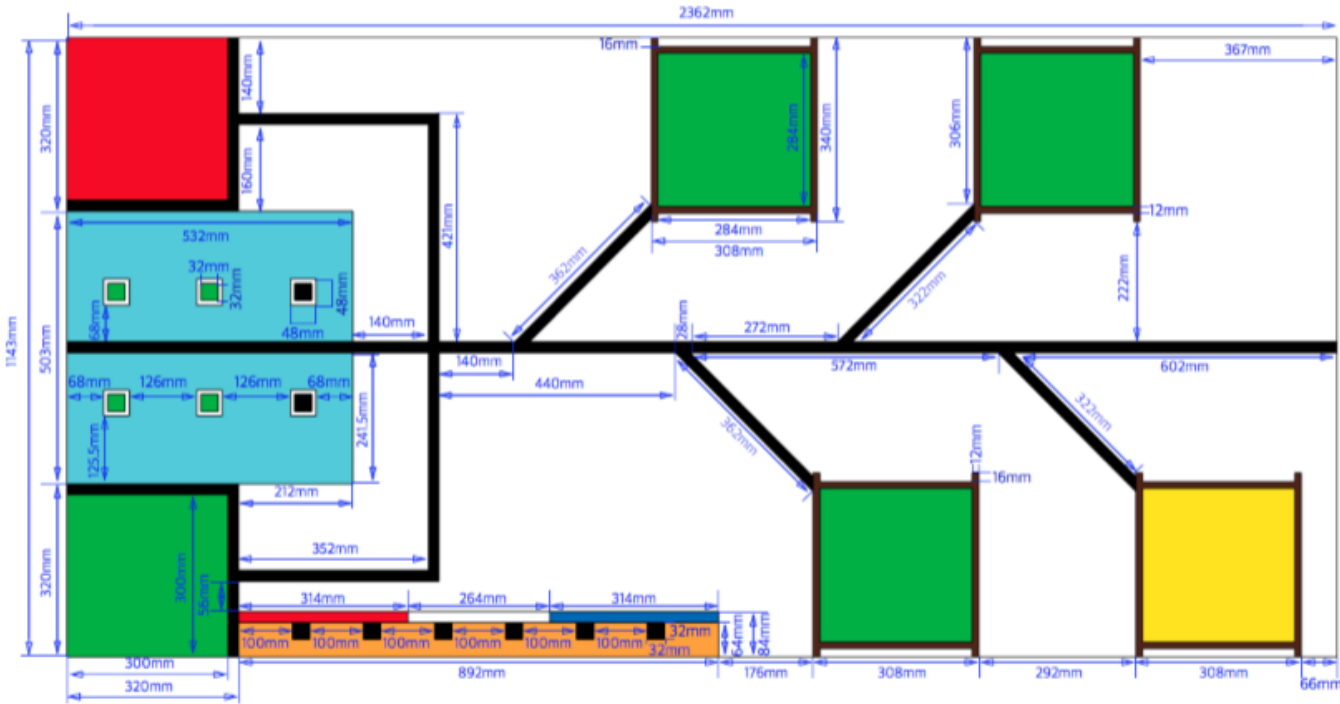 2362mm
16mm
367mm
140mm
320mm
284mm
340mm
306mm
160mm
421mm
532mm
284mm
308mm
12mm
362mm
322mm
222mm
32mm
32mm
48mm
48mm
68mm
140mm
28mm
272mm
1143mm
503mm
140mm
572mm
602mm
68mm
126mm
126mm
68mm
440mm
241.5mm
125.5mm
362mm
322mm
12mm
16mm
212mm
352mm
320mm
300mm
56mm
314mm
264mm
314mm
100mm
100mm
100mm
100mm
100mm
100mm
32mm
32mm
64mm
84mm
300mm
320mm
892mm
176mm
308mm
292mm
308mm
66mm